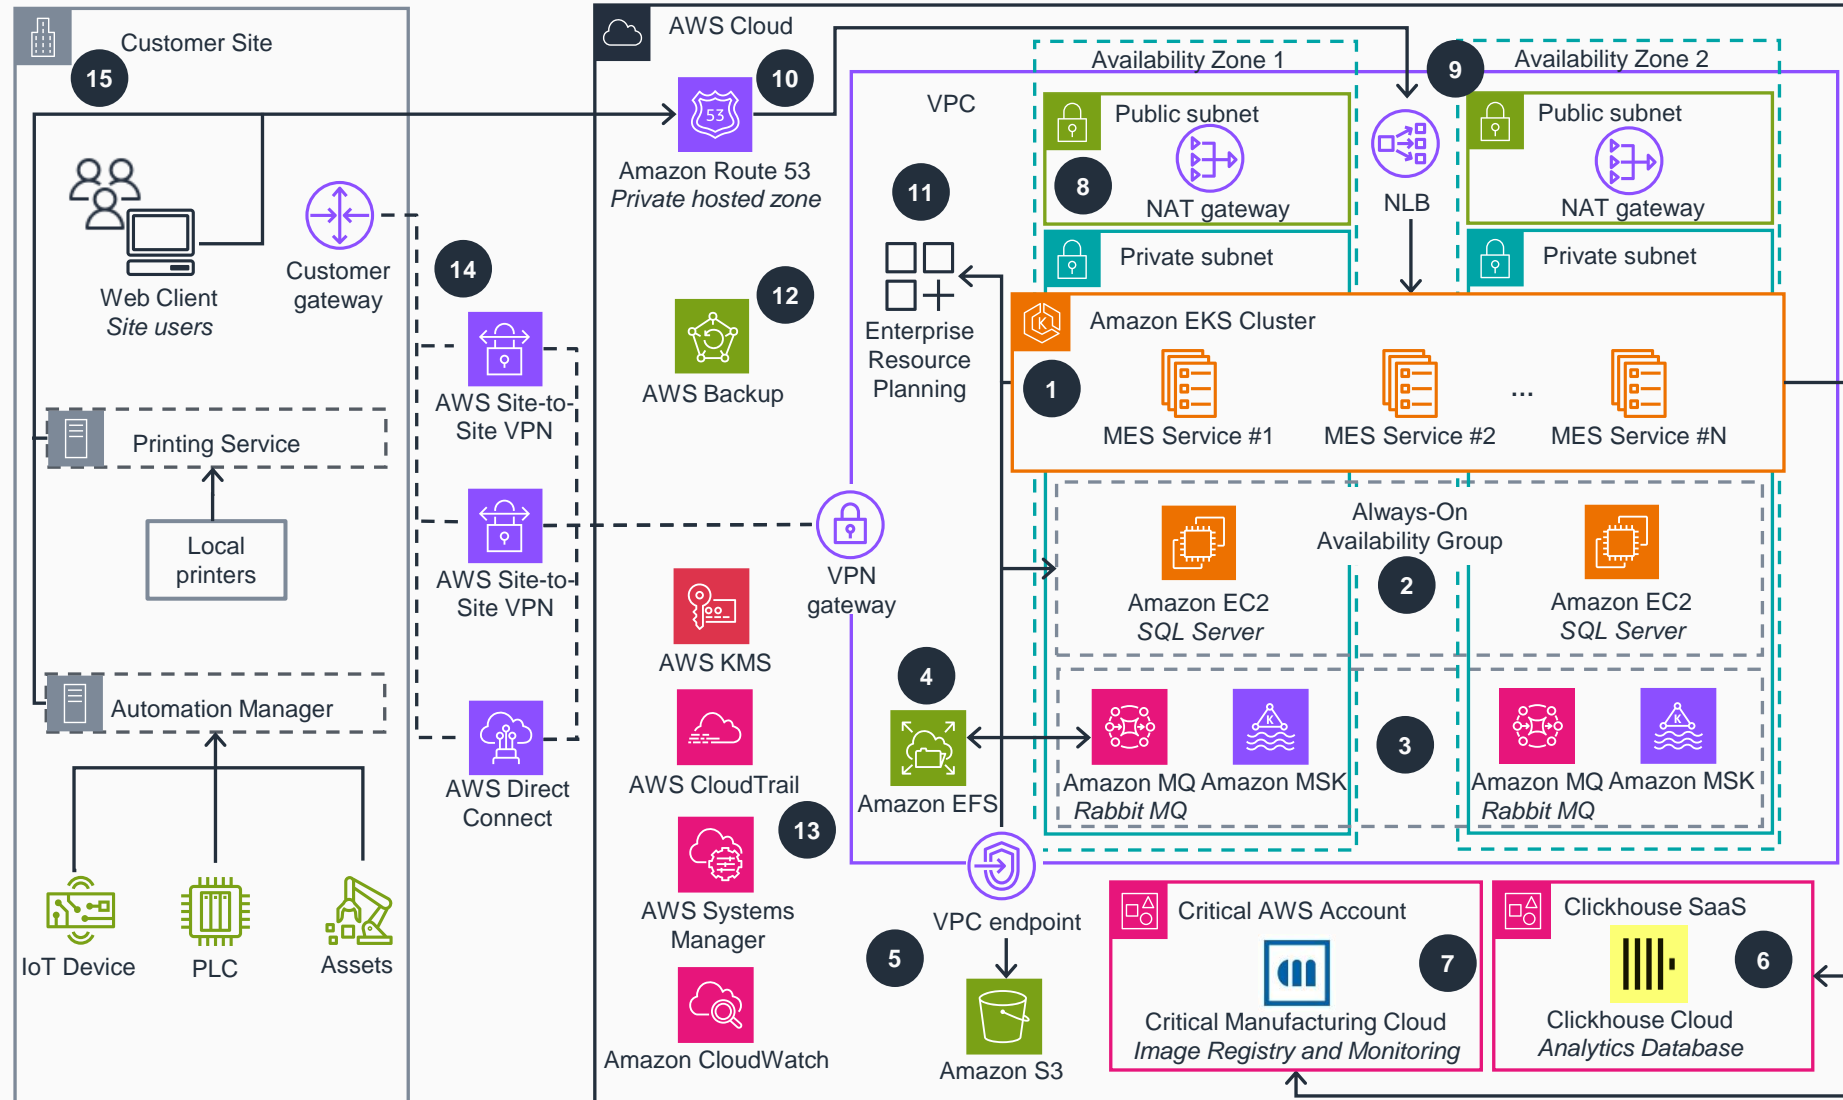 Customer Site
15
Web Client
Site users
Customer
gateway
Printing Service
Local
printers
Automation Manager
IoT Device
PLC
Assets
14
AWS Site-to-
Site VPN
AWS Site-to-
Site VPN
AWS Direct
Connect
AWS Cloud
10
53
Amazon Route 53
Private hosted zone
12
AWS Backup
AWS KMS
AWS CloudTrail
13
AWS Systems
Manager
Amazon CloudWatch
VPC
11
Enterprise
Resource
Planning
VPN
gateway
4
Amazon EFS
VPC endpoint
5
Amazon S3
Availability Zone 1
9
Availability Zone 2
Public subnet
8
NAT gateway
NLB
Public subnet
NAT gateway
Private subnet
Private subnet
K
Amazon EKS Cluster
1
MES Service #1
MES Service #2
...
MES Service #N
Always-On
Availability Group
2
Amazon EC2
SQL Server
Amazon EC2
SQL Server
K
3
K
Amazon MQ
Rabbit MQ
Amazon MSK
Amazon MQ
Rabbit MQ
Amazon MSK
Critical AWS Account
7
Critical Manufacturing Cloud
Image Registry and Monitoring
Clickhouse SaaS
6
Clickhouse Cloud
Analytics Database